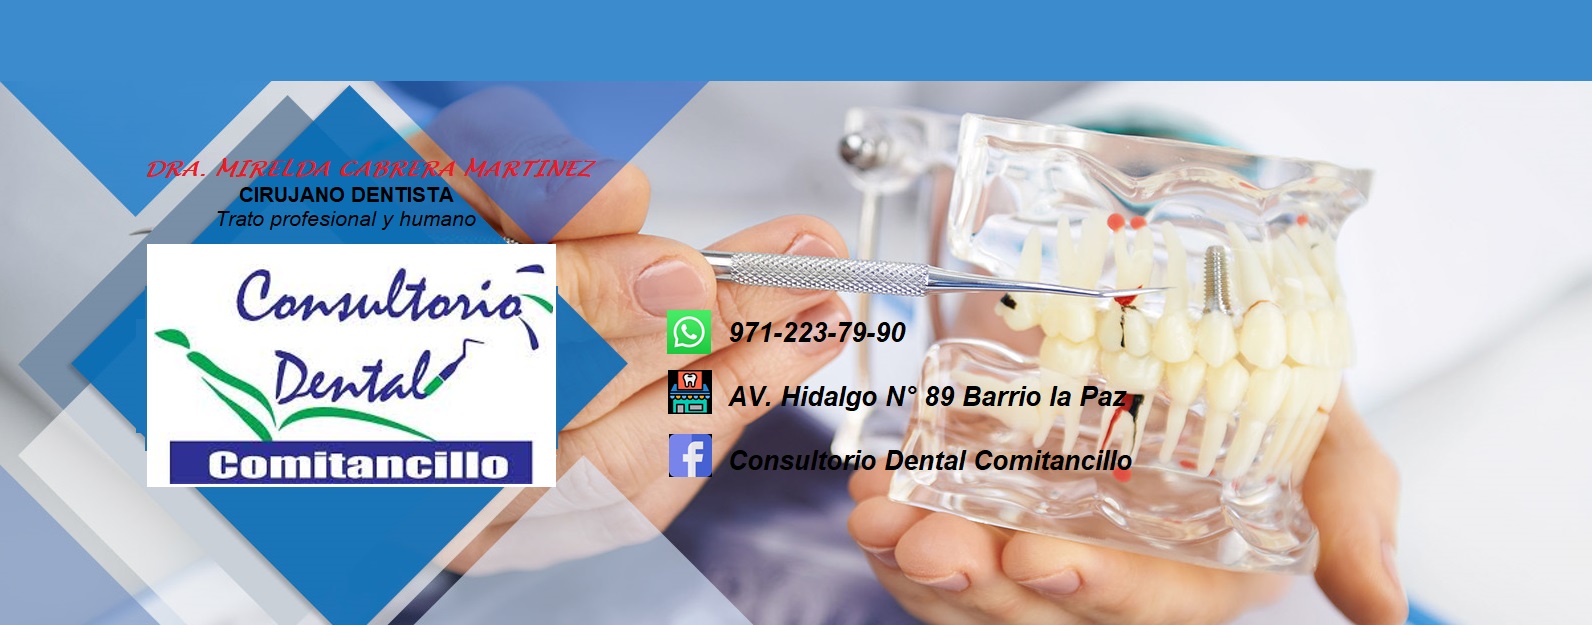 DRA. MIRELDA CABRERA MARTINEZ
CIRUJANO DENTISTA
Trato profesional y humano
Consultorio
Dental
Comitancillo
971-223-79-90
AV. Hidalgo N° 89 Barrio la Paz
Consultorio Dental Comitancillo